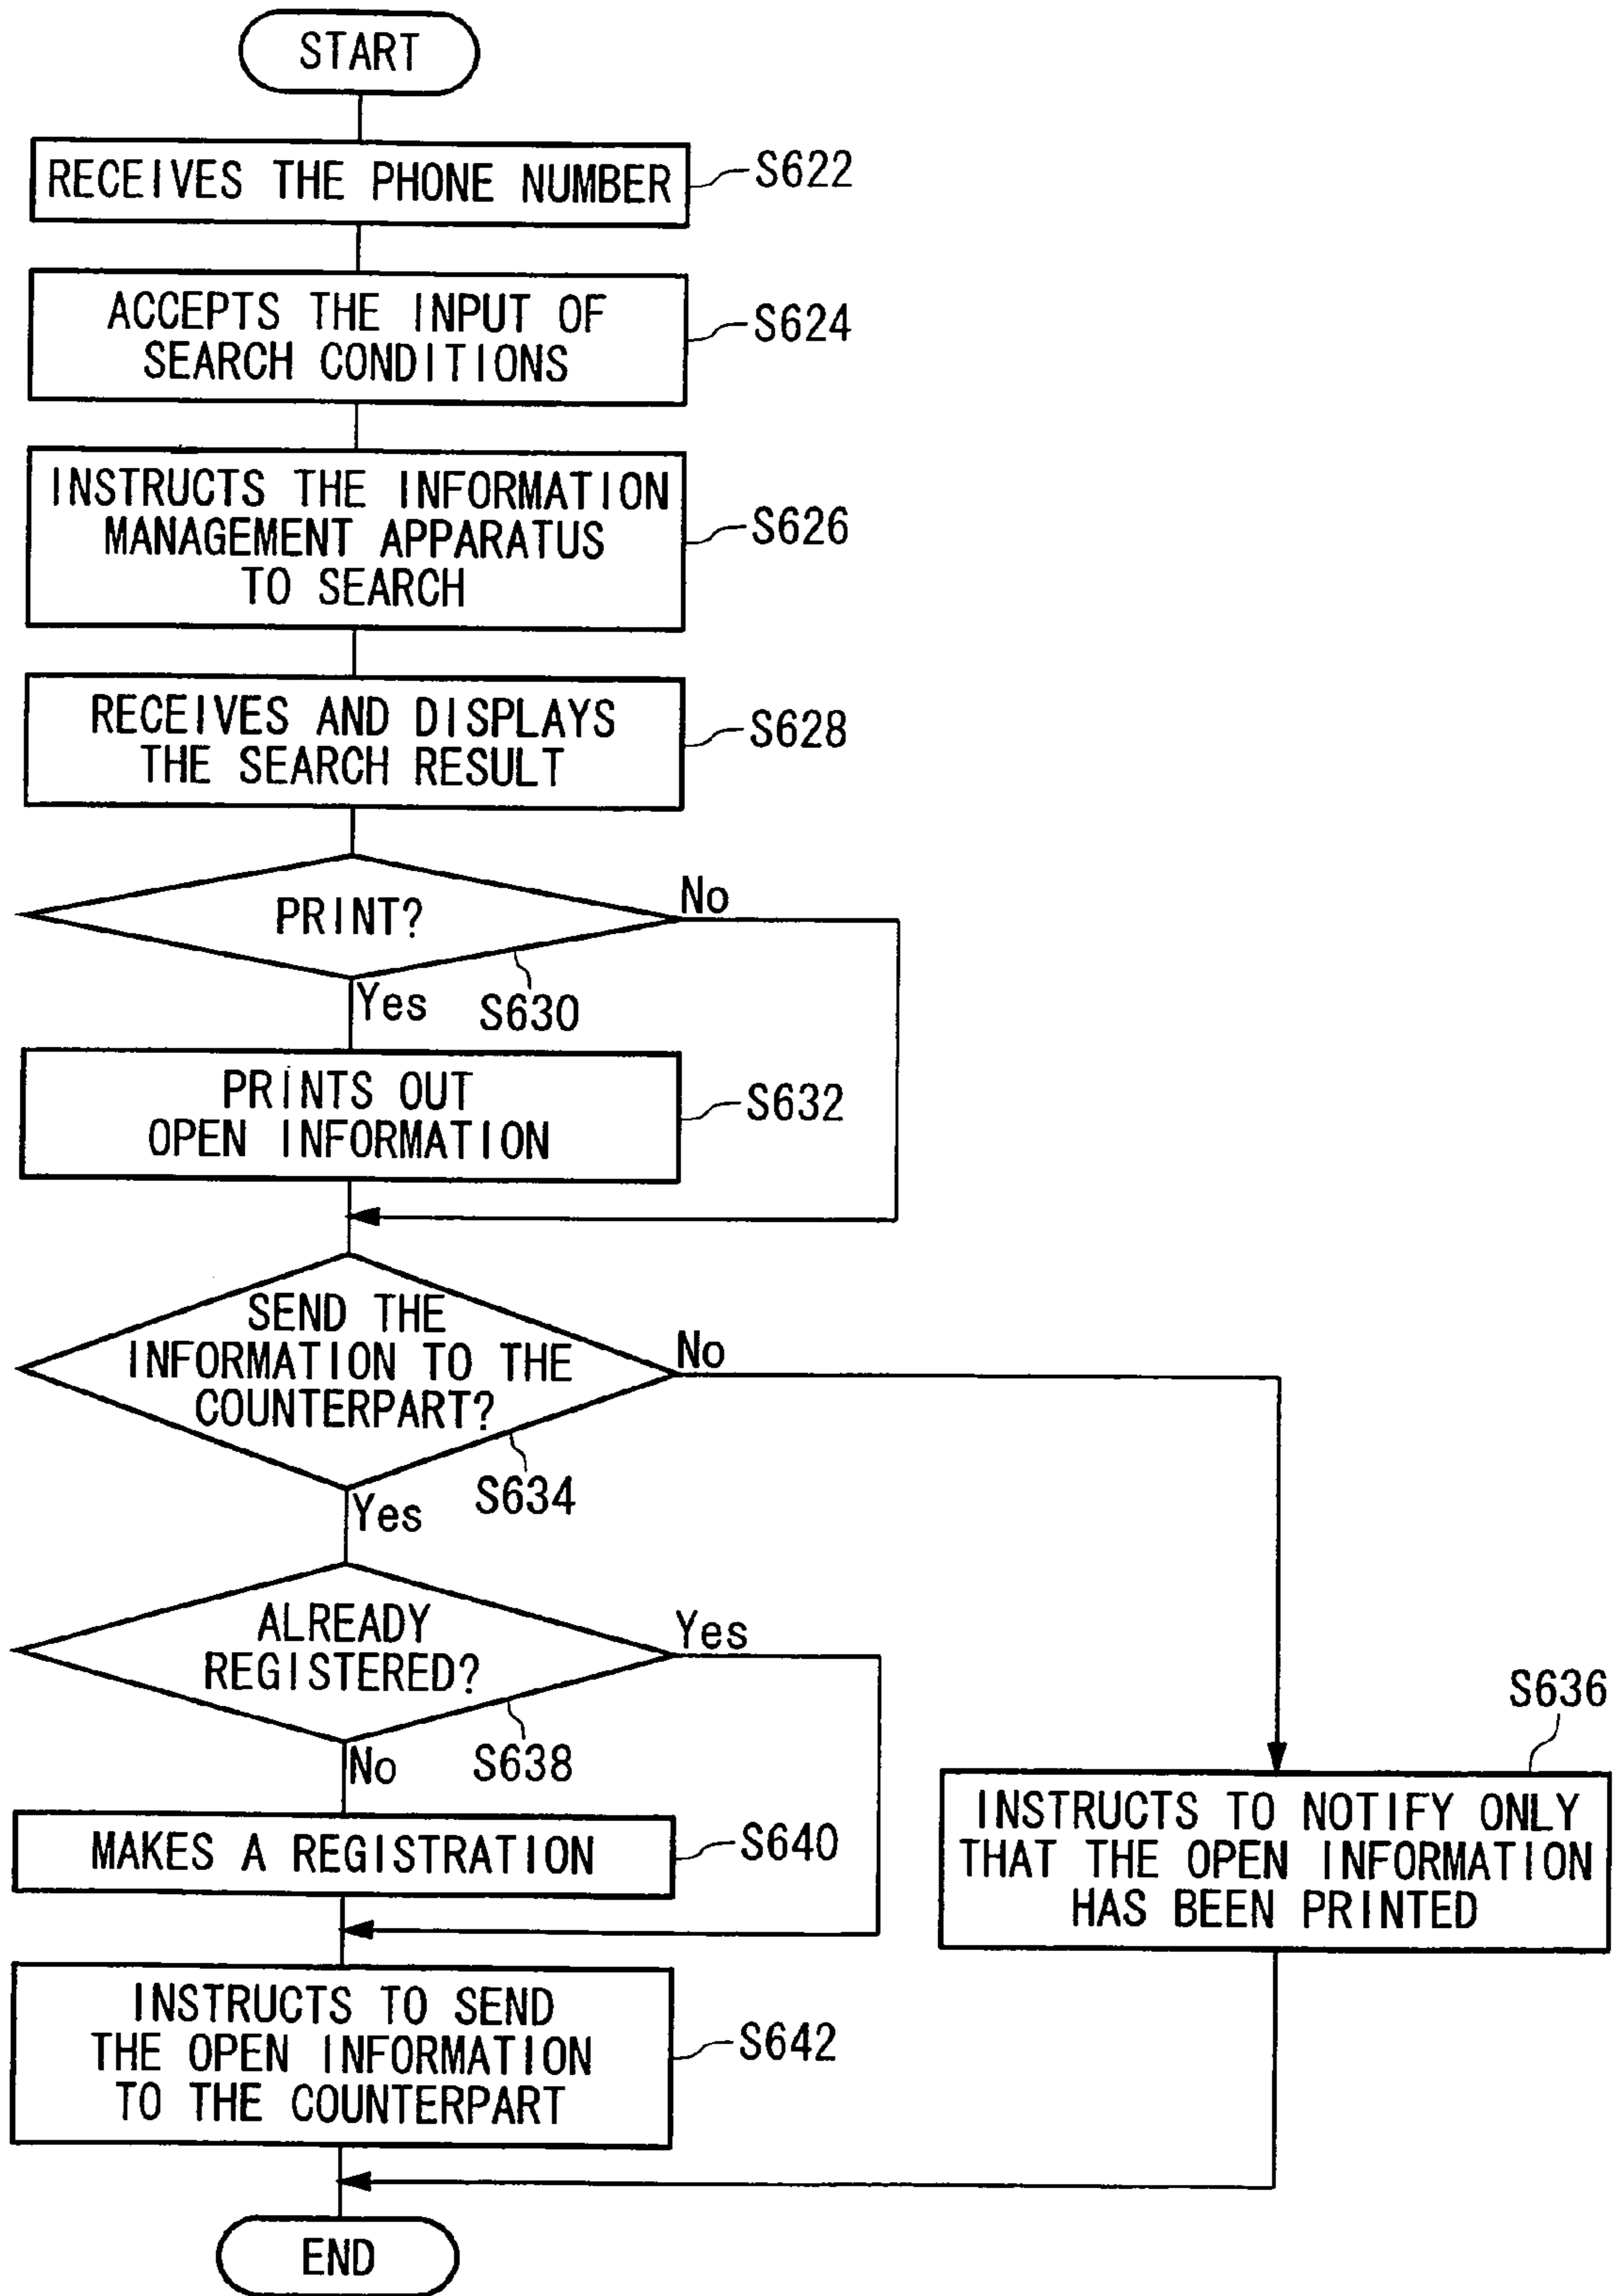 START
RECEIVES THE PHONE NUMBER
S622
ACCEPTS THE INPUT OF
SEARCH CONDITIONS
S624
INSTRUCTS THE INFORMATION
MANAGEMENT APPARATUS
TO SEARCH
S626
RECEIVES AND DISPLAYS
THE SEARCH RESULT
S628
PRINT?
No
Yes
S630
PRINTS OUT
OPEN INFORMATION
S632
SEND THE
INFORMATION TO THE
COUNTERPART?
No
Yes
S634
ALREADY
REGISTERED?
Yes
No
S638
S636
INSTRUCTS TO NOTIFY ONLY
THAT THE OPEN INFORMATION
HAS BEEN PRINTED
MAKES A REGISTRATION
S640
INSTRUCTS TO SEND
THE OPEN INFORMATION
TO THE COUNTERPART
S642
END